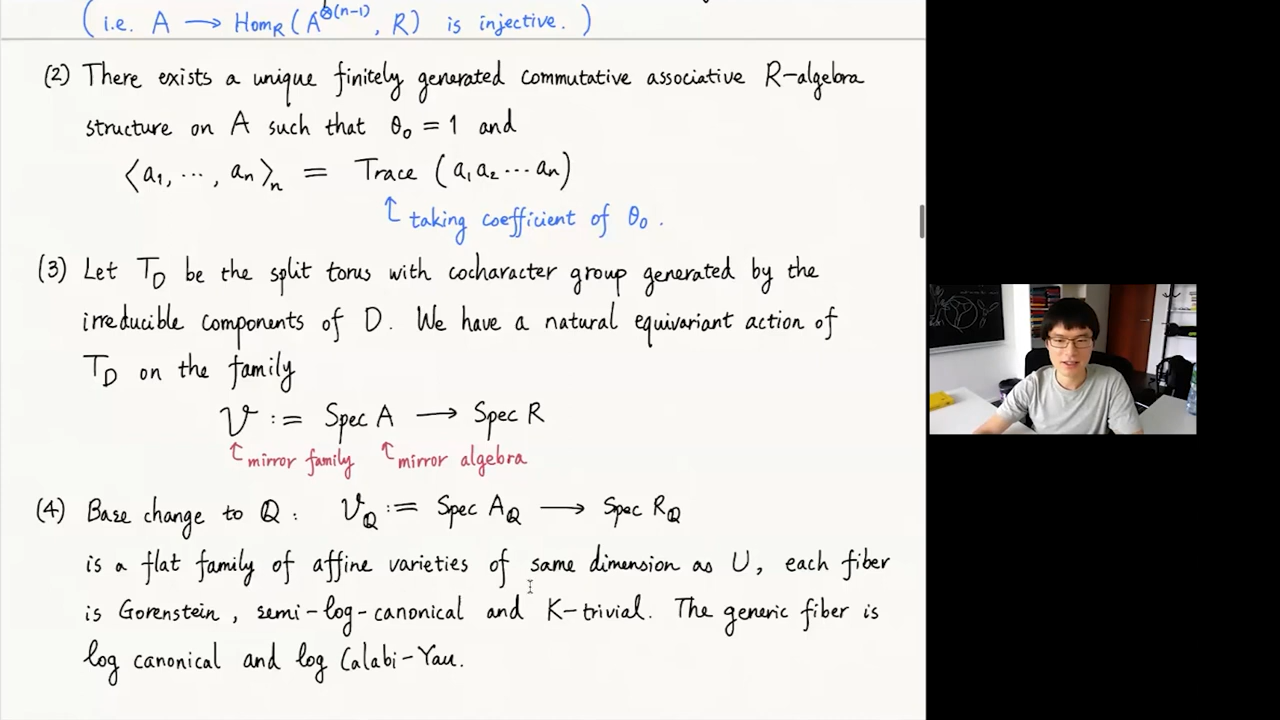 (i.e. A ⟶ Hom_R(A^{⊗(n-1)}, R) is injective.)
(2) There exists a unique finitely generated commutative associative R-algebra
structure on A such that θ₀ = 1 and
⟨a₁, ⋯, aₙ⟩ₙ = Trace (a₁a₂⋯aₙ)
↑ taking coefficient of θ₀.
(3) Let T_D be the split torus with cocharacter group generated by the
irreducible components of D. We have a natural equivariant action of
T_D on the family
𝒱 := Spec A ⟶ Spec R
↑ mirror family ↑ mirror algebra
(4) Base change to ℚ: 𝒱_ℚ := Spec A_ℚ ⟶ Spec R_ℚ
is a flat family of affine varieties of same dimension as U, each fiber
is Gorenstein, semi-log-canonical and K-trivial. The generic fiber is
log canonical and log Calabi-Yau.